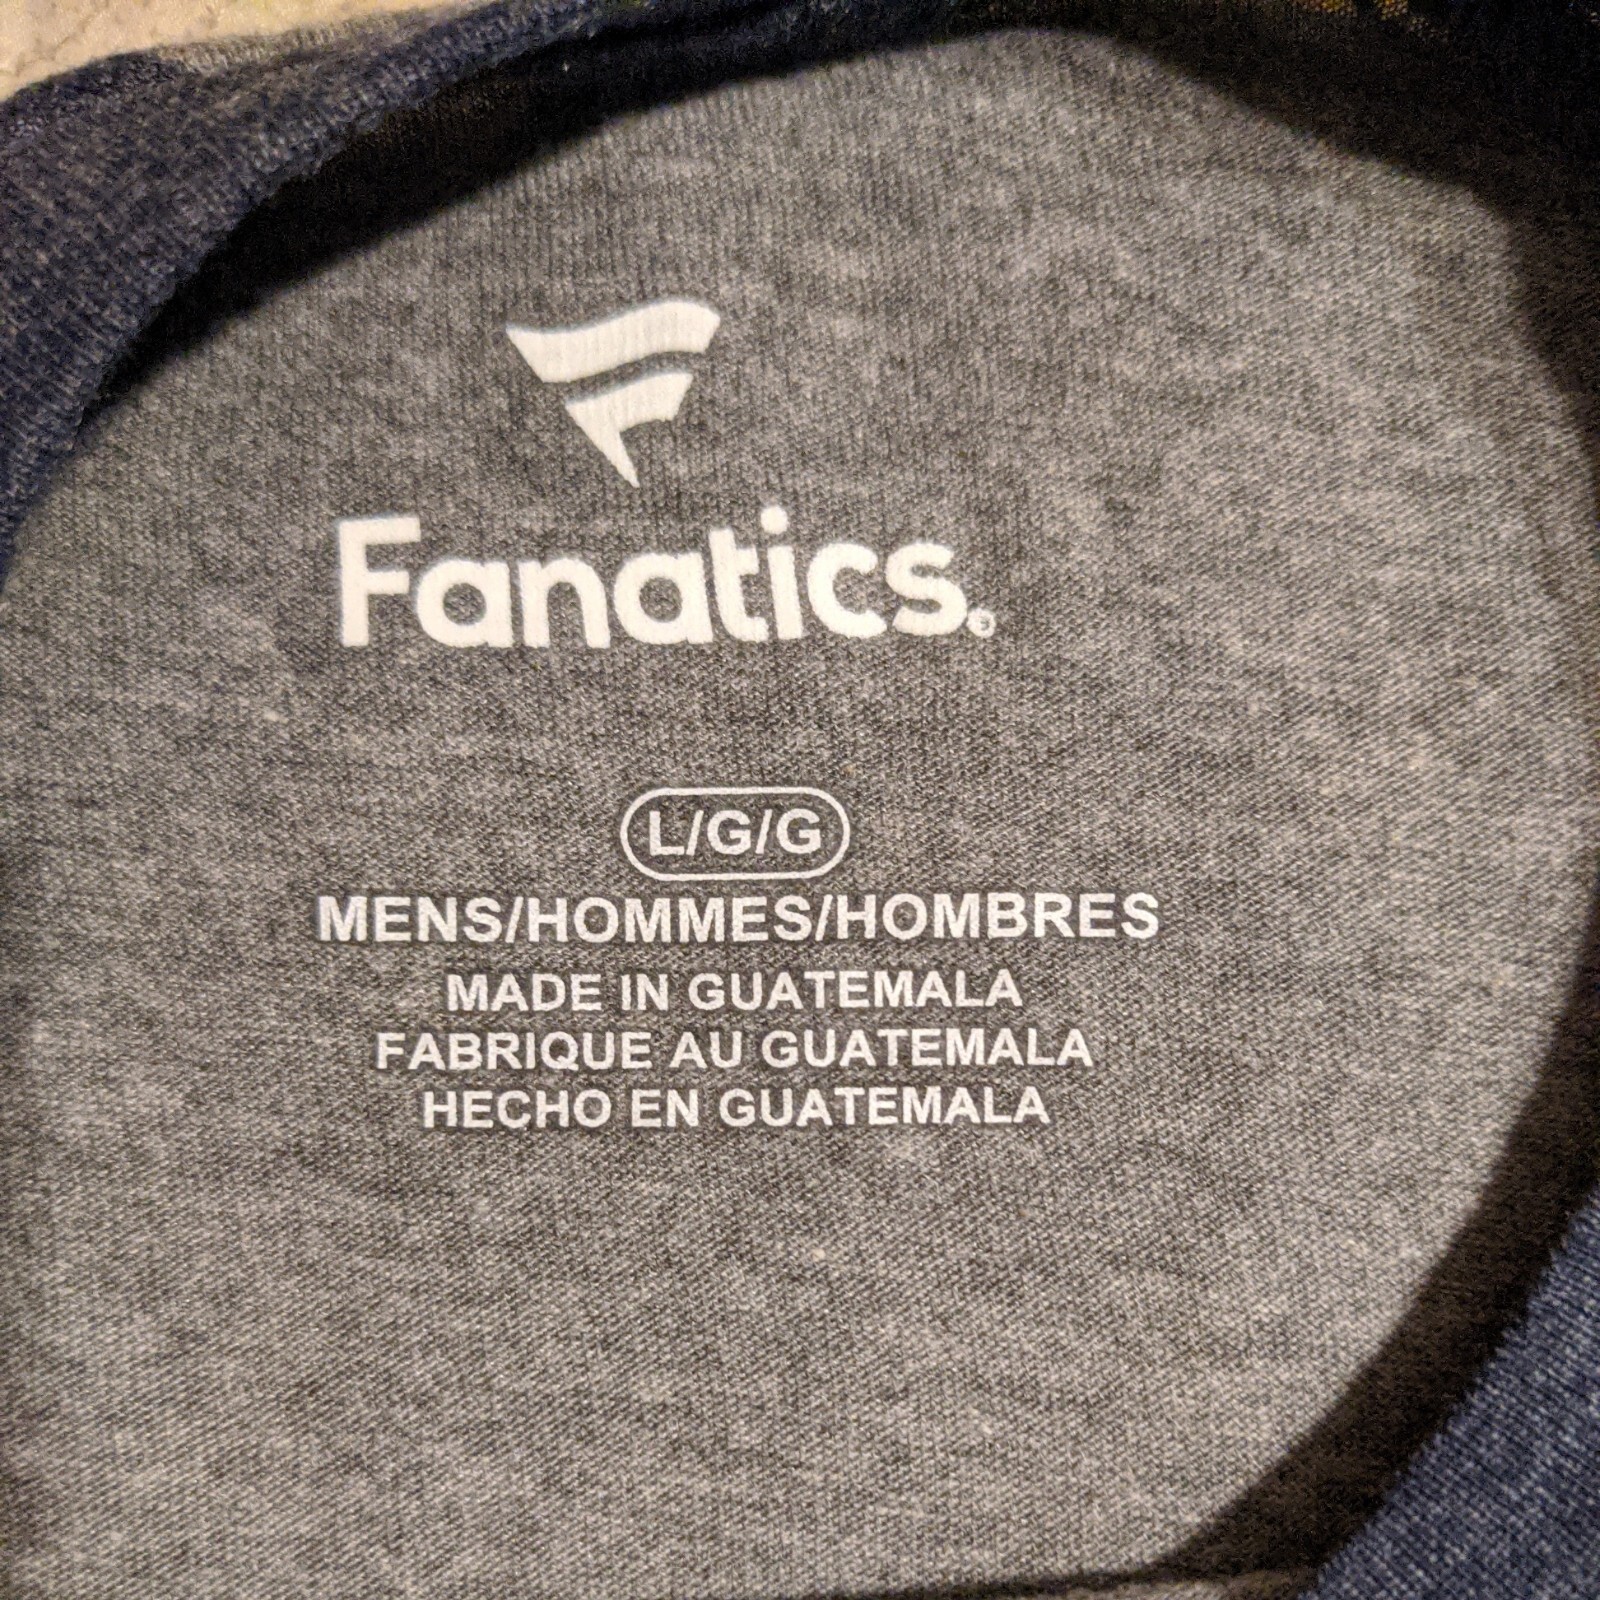 Fanatics.
L/G/G
MENS/HOMMES/HOMBRES
MADE IN GUATEMALA
FABRIQUE AU GUATEMALA
HECHO EN GUATEMALA